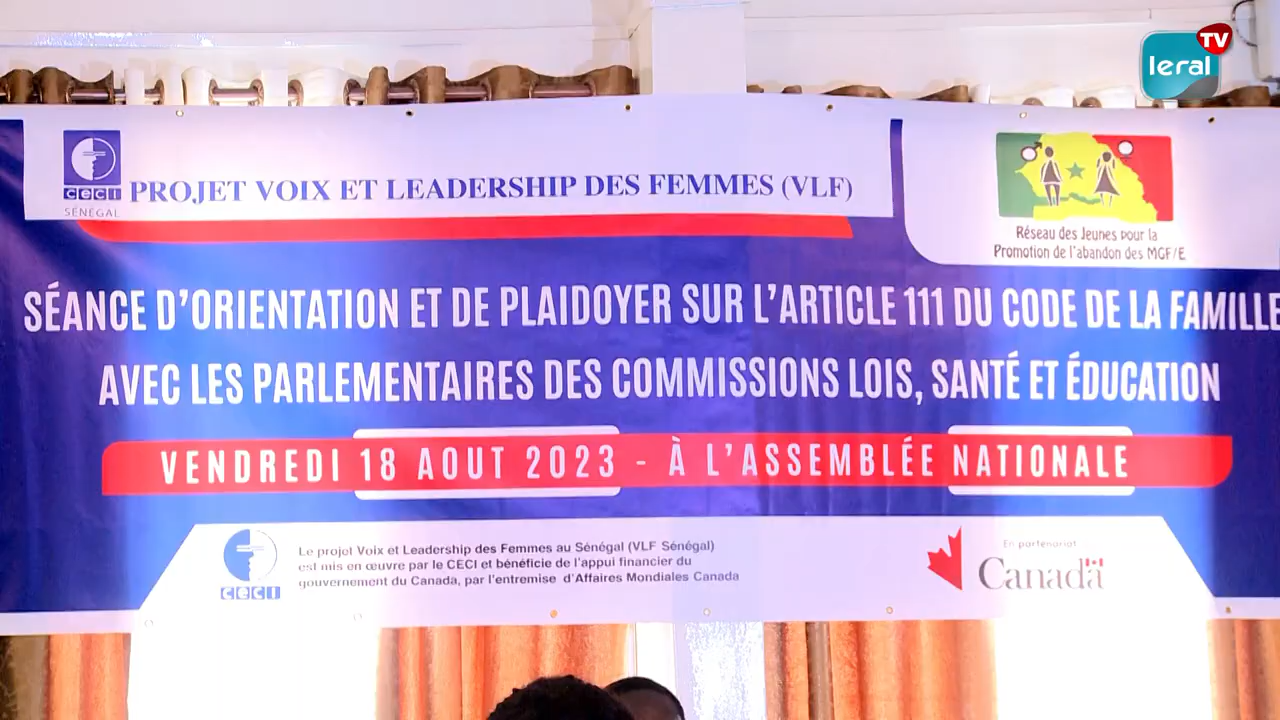 leral TV
CECI
SÉNÉGAL
PROJET VOIX ET LEADERSHIP DES FEMMES (VLF)
Réseau des Jeunes pour la
Promotion de l'abandon des MGF/E
SÉANCE D'ORIENTATION ET DE PLAIDOYER SUR L'ARTICLE 111 DU CODE DE LA FAMILLE
AVEC LES PARLEMENTAIRES DES COMMISSIONS LOIS, SANTÉ ET ÉDUCATION
VENDREDI 18 AOUT 2023 - À L'ASSEMBLÉE NATIONALE
CECI
Le projet Voix et Leadership des Femmes au Sénégal (VLF Sénégal)
est mis en œuvre par le CECI et bénéficie de l'appui financier du
gouvernement du Canada, par l'entremise d'Affaires Mondiales Canada
En partenariat
Canada